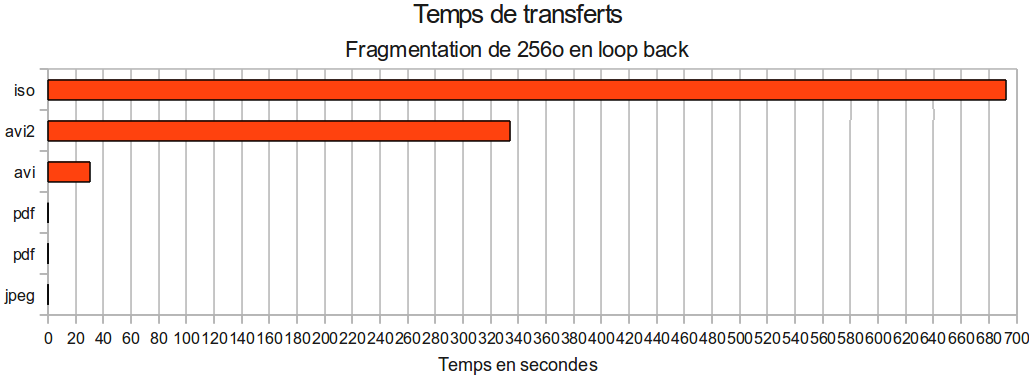 Temps de transferts
Fragmentation de 256o en loop back
iso
avi2
avi
pdf
pdf
jpeg
0 20 40 60 80 100 120 140 160 180 200 220 240 260 280 300 320 340 360 380 400 420 440 460 480 500 520 540 560 580 600 620 640 660 680 700
Temps en secondes